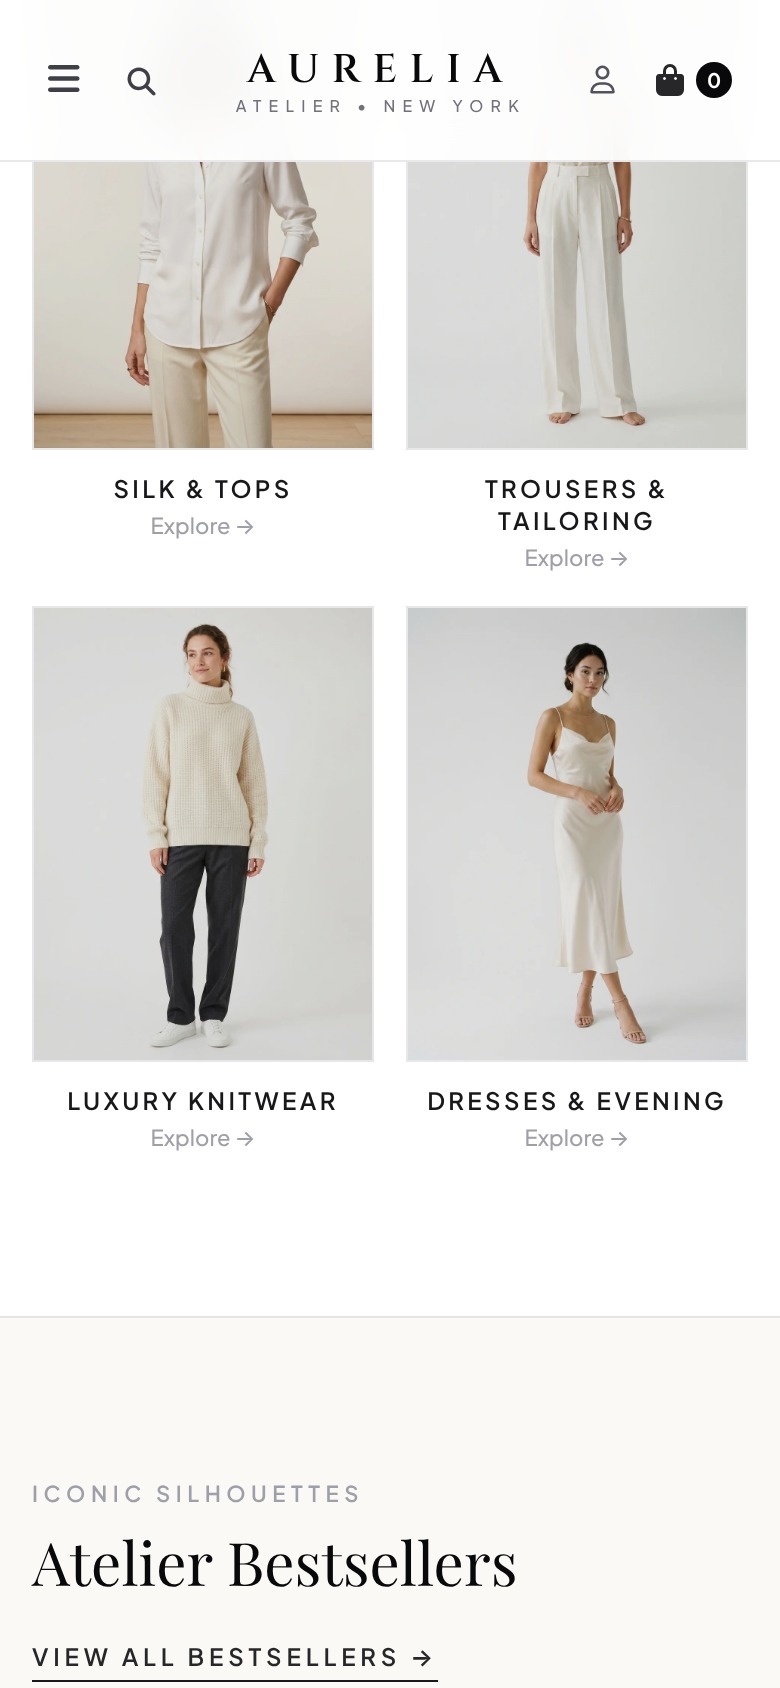 AURELIA
ATELIER • NEW YORK
0
SILK & TOPS
Explore →
TROUSERS &
TAILORING
Explore →
LUXURY KNITWEAR
Explore →
DRESSES & EVENING
Explore →
ICONIC SILHOUETTES
Atelier Bestsellers
VIEW ALL BESTSELLERS →